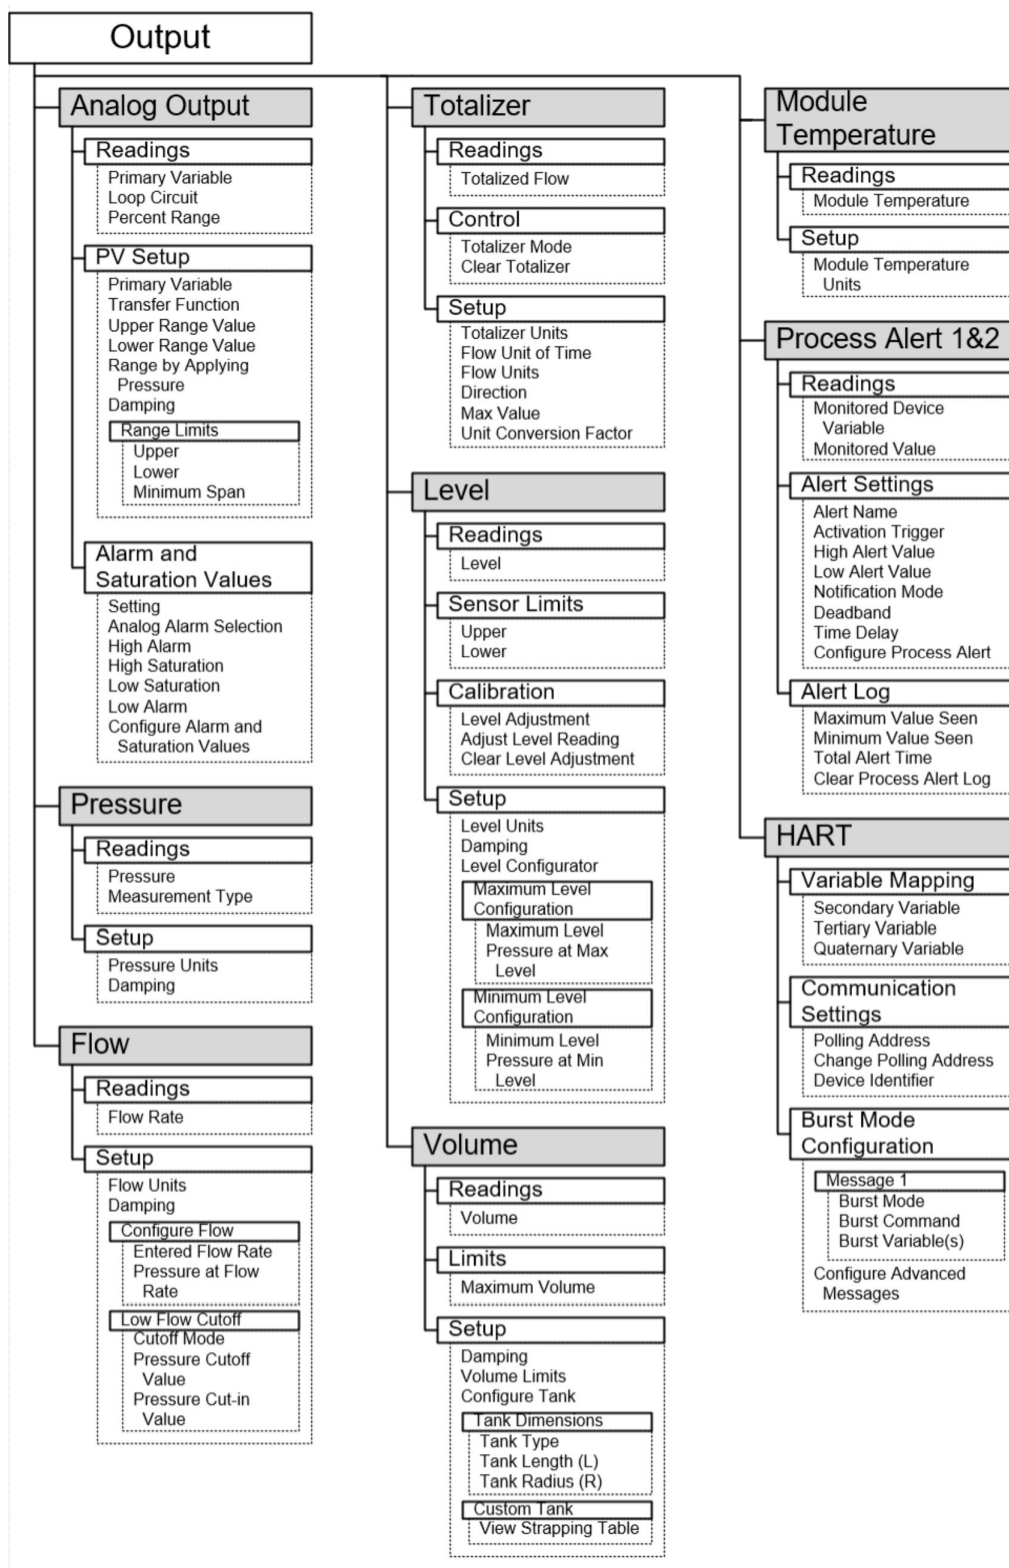 Output
Analog Output
Readings
Primary Variable
Loop Circuit
Percent Range
PV Setup
Primary Variable
Transfer Function
Upper Range Value
Lower Range Value
Range by Applying
Pressure
Damping
Range Limits
Upper
Lower
Minimum Span
Alarm and
Saturation Values
Setting
Analog Alarm Selection
High Alarm
High Saturation
Low Saturation
Low Alarm
Configure Alarm and
Saturation Values
Pressure
Readings
Pressure
Measurement Type
Setup
Pressure Units
Damping
Flow
Readings
Flow Rate
Setup
Flow Units
Damping
Configure Flow
Entered Flow Rate
Pressure at Flow
Rate
Low Flow Cutoff
Cutoff Mode
Pressure Cutoff
Value
Pressure Cut-in
Value
Totalizer
Readings
Totalized Flow
Control
Totalizer Mode
Clear Totalizer
Setup
Totalizer Units
Flow Unit of Time
Flow Units
Direction
Max Value
Unit Conversion Factor
Level
Readings
Level
Sensor Limits
Upper
Lower
Calibration
Level Adjustment
Adjust Level Reading
Clear Level Adjustment
Setup
Level Units
Damping
Level Configurator
Maximum Level
Configuration
Maximum Level
Pressure at Max
Level
Minimum Level
Configuration
Minimum Level
Pressure at Min
Level
Volume
Readings
Volume
Limits
Maximum Volume
Setup
Damping
Volume Limits
Configure Tank
Tank Dimensions
Tank Type
Tank Length (L)
Tank Radius (R)
Custom Tank
View Strapping Table
Module
Temperature
Readings
Module Temperature
Setup
Module Temperature
Units
Process Alert 1&2
Readings
Monitored Device
Variable
Monitored Value
Alert Settings
Alert Name
Activation Trigger
High Alert Value
Low Alert Value
Notification Mode
Deadband
Time Delay
Configure Process Alert
Alert Log
Maximum Value Seen
Minimum Value Seen
Total Alert Time
Clear Process Alert Log
HART
Variable Mapping
Secondary Variable
Tertiary Variable
Quaternary Variable
Communication
Settings
Polling Address
Change Polling Address
Device Identifier
Burst Mode
Configuration
Message 1
Burst Mode
Burst Command
Burst Variable(s)
Configure Advanced
Messages